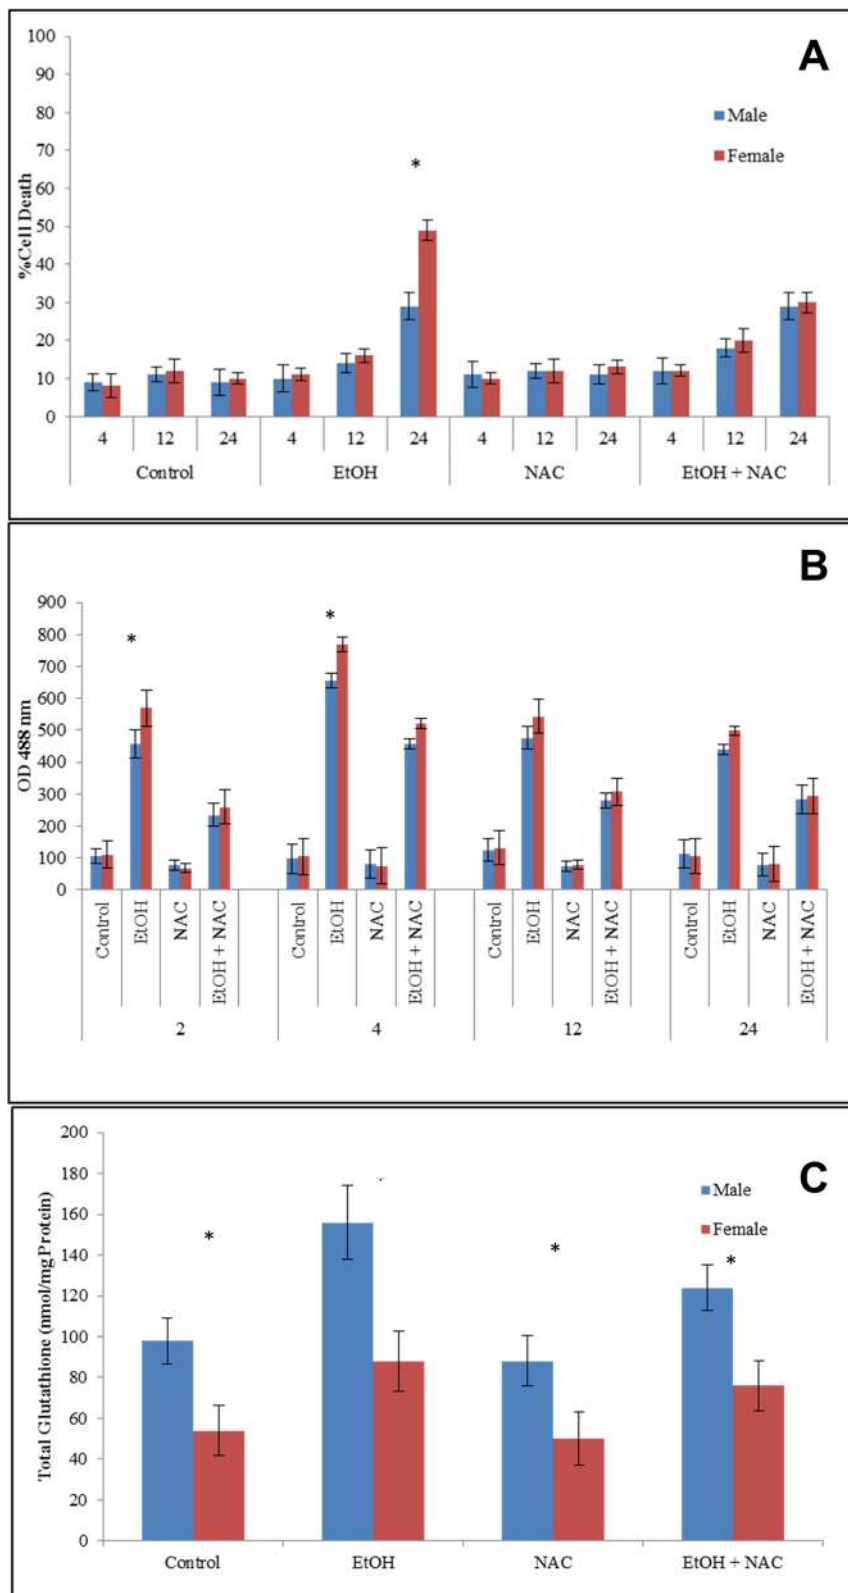 A
100
90
80
70
60
50
40
30
20
10
0
%Cell Death
Male
Female
*
4 12 24 4 12 24 4 12 24 4 12 24
Control EtOH NAC EtOH + NAC
B
900
800
700
600
500
400
300
200
100
0
OD 488 nm
* *
Control EtOH NAC EtOH + NAC Control EtOH NAC EtOH + NAC Control EtOH NAC EtOH + NAC Control EtOH NAC EtOH + NAC
2 4 12 24
C
200
180
160
140
120
100
80
60
40
20
0
Total Glutathione (nmol/mg Protein)
Male
Female
* * *
Control EtOH NAC EtOH + NAC